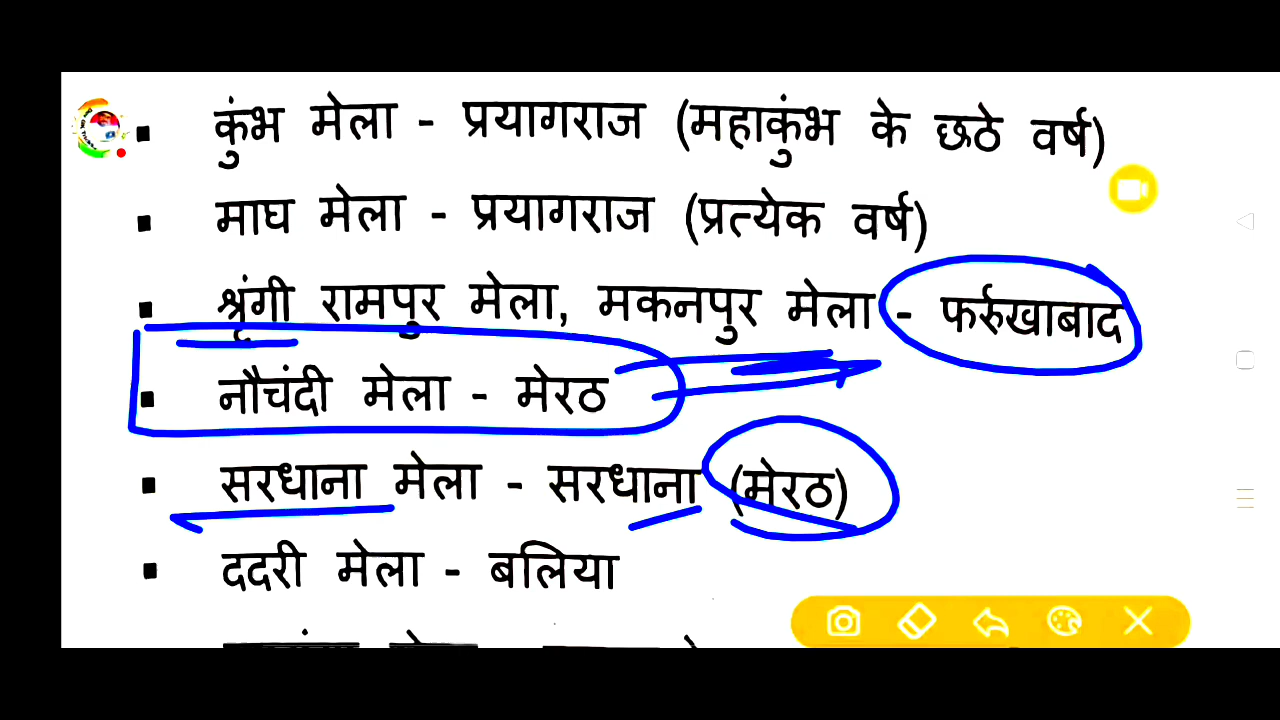 ▪ कुंभ मेला - प्रयागराज (महाकुंभ के छठे वर्ष)
▪ माघ मेला - प्रयागराज (प्रत्येक वर्ष)
▪ श्रृंगी रामपुर मेला, मकनपुर मेला - फर्रुखाबाद
▪ नौचंदी मेला - मेरठ
▪ सरधाना मेला - सरधाना (मेरठ)
▪ ददरी मेला - बलिया